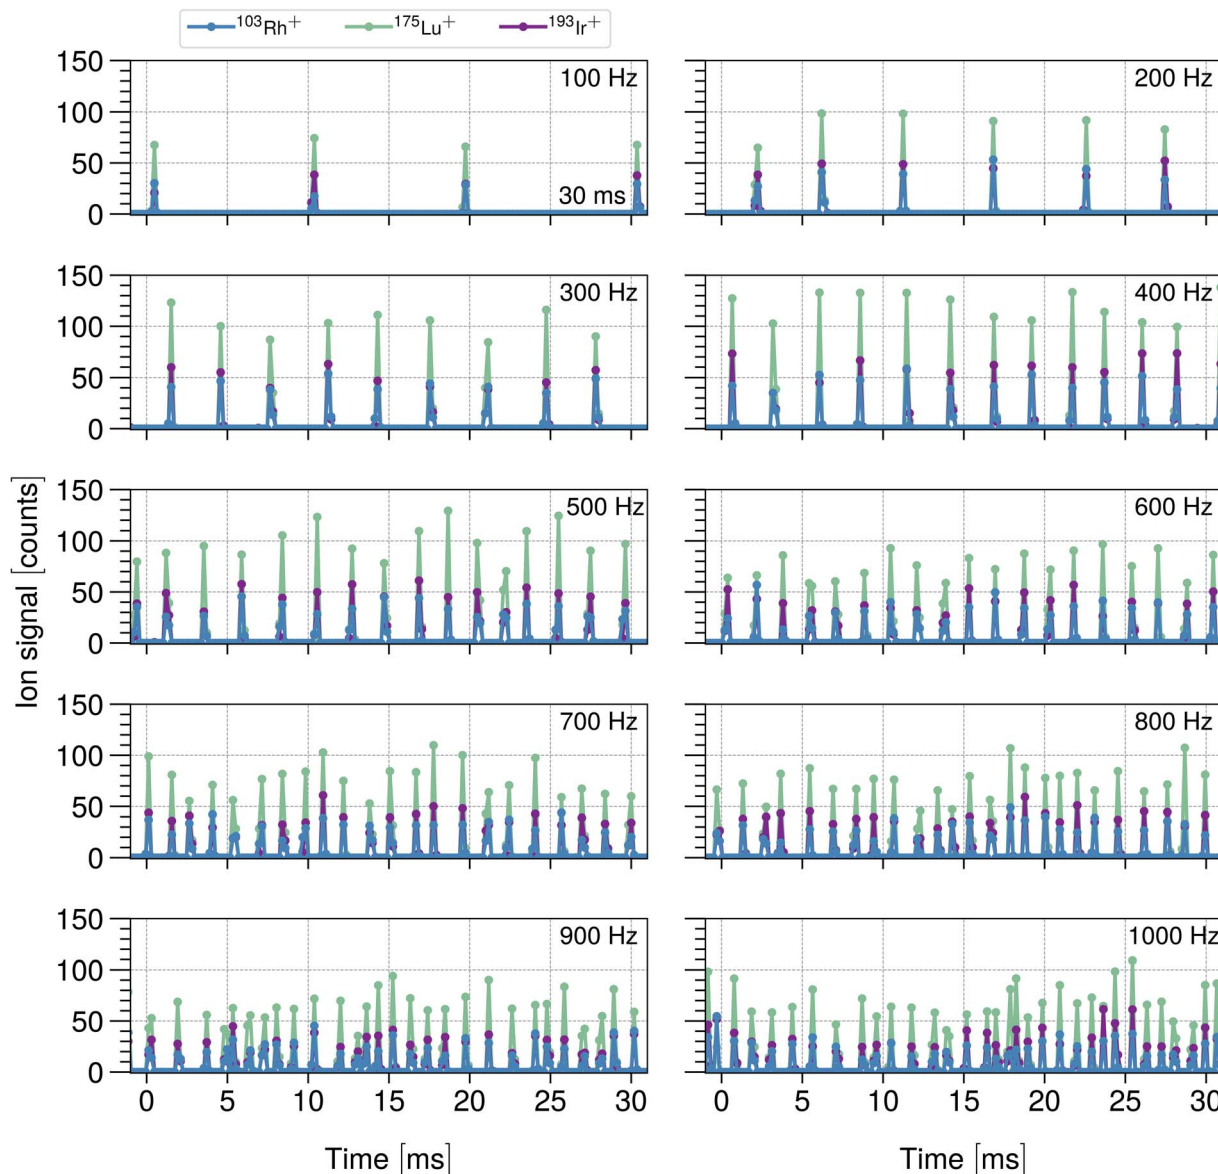 ¹⁰³Rh⁺ ¹⁷⁵Lu⁺ ¹⁹³Ir⁺
150 100 Hz 200 Hz
100
50
30 ms
0
150 300 Hz 400 Hz
100
50
0
Ion signal [counts]
150 500 Hz 600 Hz
100
50
0
150 700 Hz 800 Hz
100
50
0
150 900 Hz 1000 Hz
100
50
0
0 5 10 15 20 25 30 0 5 10 15 20 25 30
Time [ms] Time [ms]